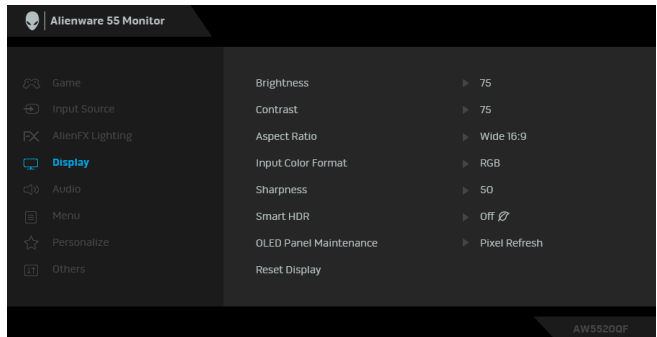 Alienware 55 Monitor
Game
Brightness 75
Input Source
Contrast 75
FX AlienFX Lighting
Aspect Ratio Wide 16:9
Display
Input Color Format RGB
Audio
Sharpness 50
Menu
Smart HDR Off
Personalize
OLED Panel Maintenance Pixel Refresh
Others
Reset Display
AW5520QF